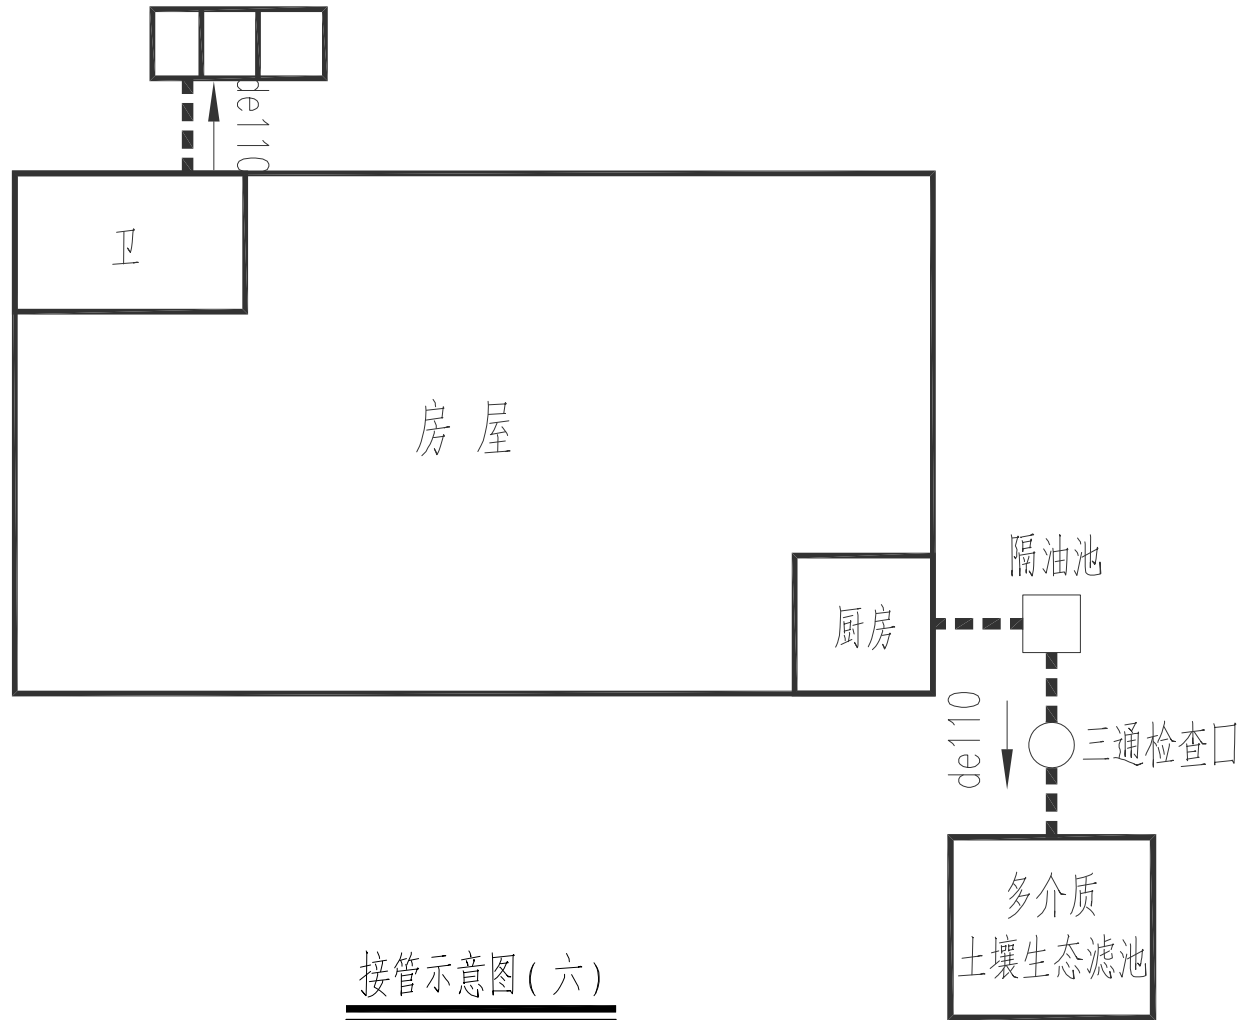 de110
卫
房屋
隔油池
厨房
de110
三通检查口
多介质
土壤生态滤池
接管示意图(六)